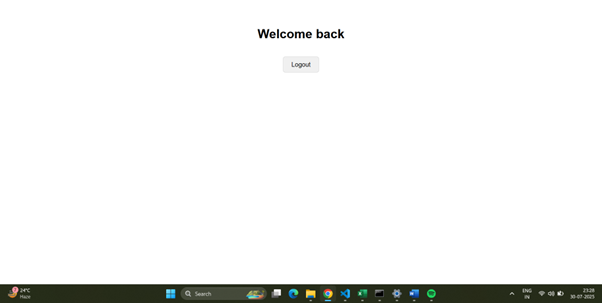 Welcome back
Logout
24°C
Haze
Search
ENG
IN
23:28
30-07-2025